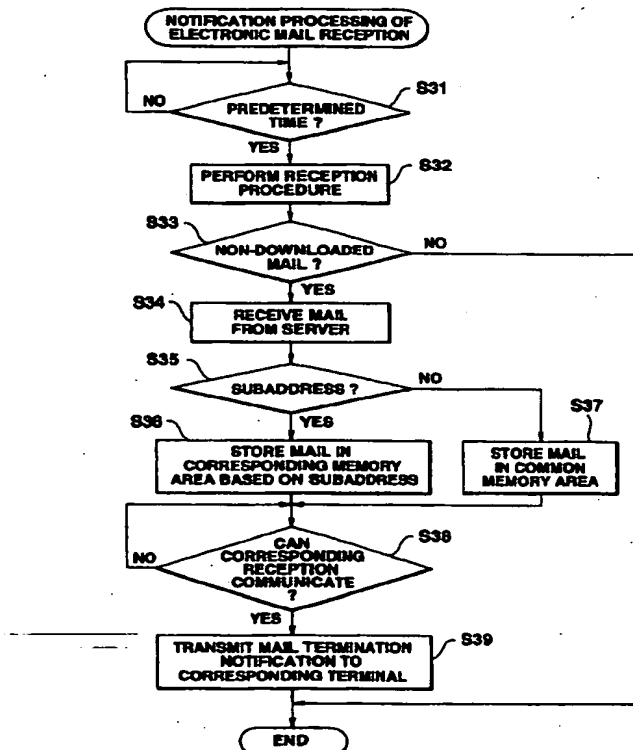 NOTIFICATION PROCESSING OF
ELECTRONIC MAIL RECEPTION
S31
PREDETERMINED
TIME ?
NO
YES
S32
PERFORM RECEPTION
PROCEDURE
S33
NON-DOWNLOADED
MAIL ?
NO
YES
S34
RECEIVE MAIL
FROM SERVER
S35
SUBADDRESS ?
NO
YES
S36
STORE MAIL IN
CORRESPONDING MEMORY
AREA BASED ON SUBADDRESS
S37
STORE MAIL
IN COMMON
MEMORY AREA
S38
CAN
CORRESPONDING
RECEPTION
COMMUNICATE
?
NO
YES
S39
TRANSMIT MAIL TERMINATION
NOTIFICATION TO
CORRESPONDING TERMINAL
END